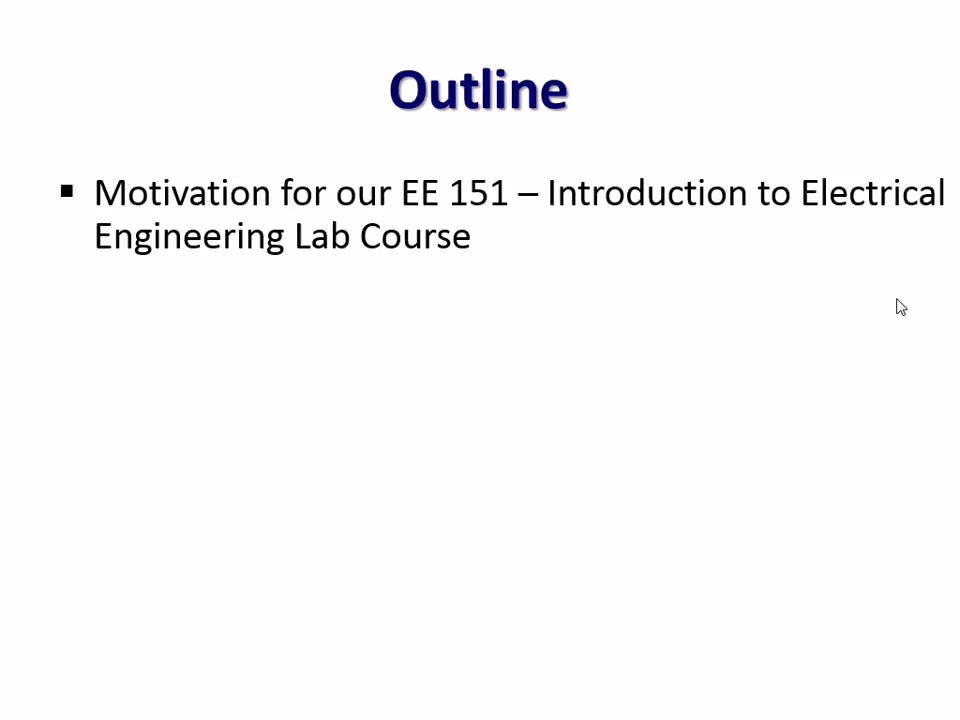 Outline
▪ Motivation for our EE 151 – Introduction to Electrical
Engineering Lab Course